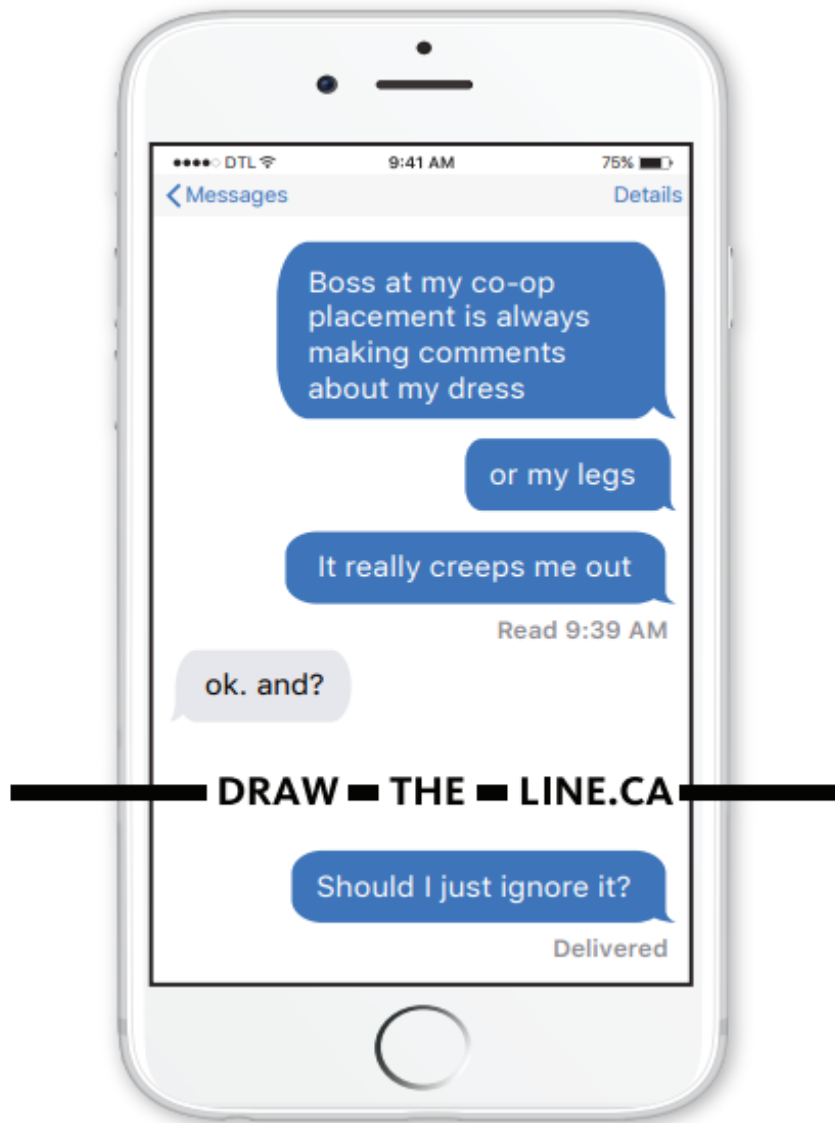 DTL 9:41 AM 75%
Messages Details
Boss at my co-op
placement is always
making comments
about my dress
or my legs
It really creeps me out
Read 9:39 AM
ok. and?
DRAW THE LINE.CA
Should I just ignore it?
Delivered